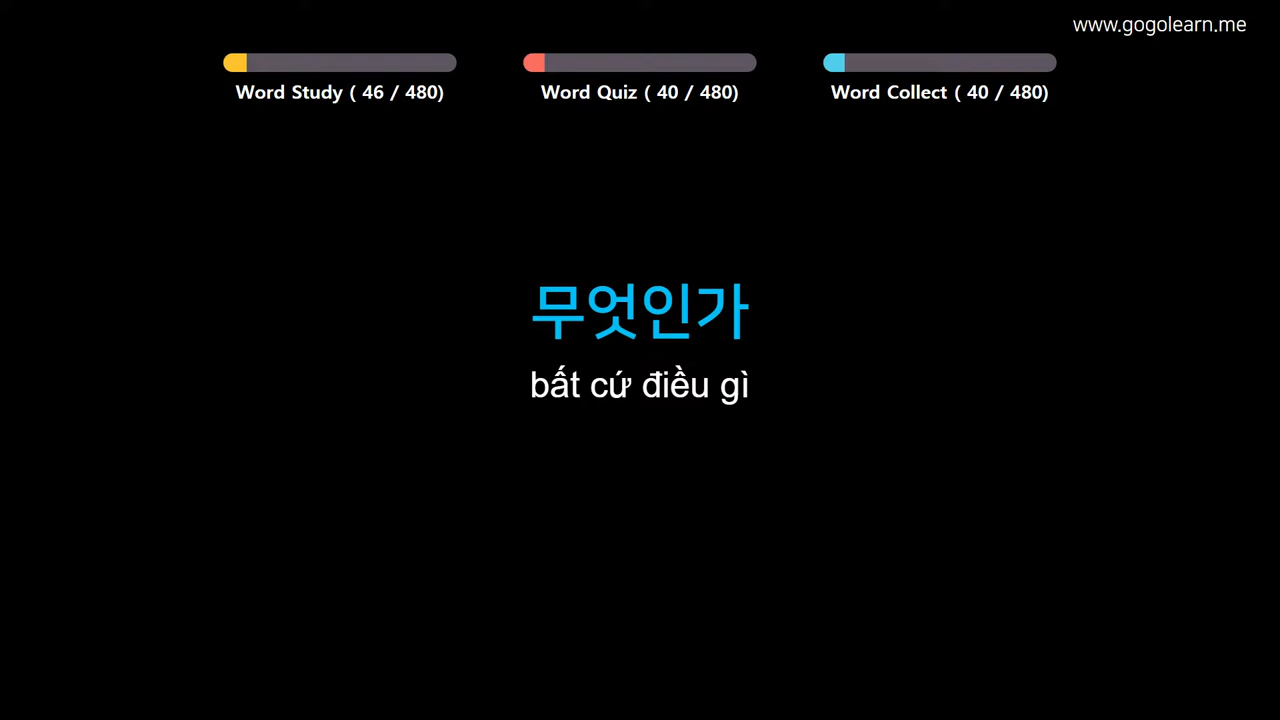 www.gogolearn.me
Word Study ( 46 / 480)
Word Quiz ( 40 / 480)
Word Collect ( 40 / 480)
무엇인가
bất cứ điều gì